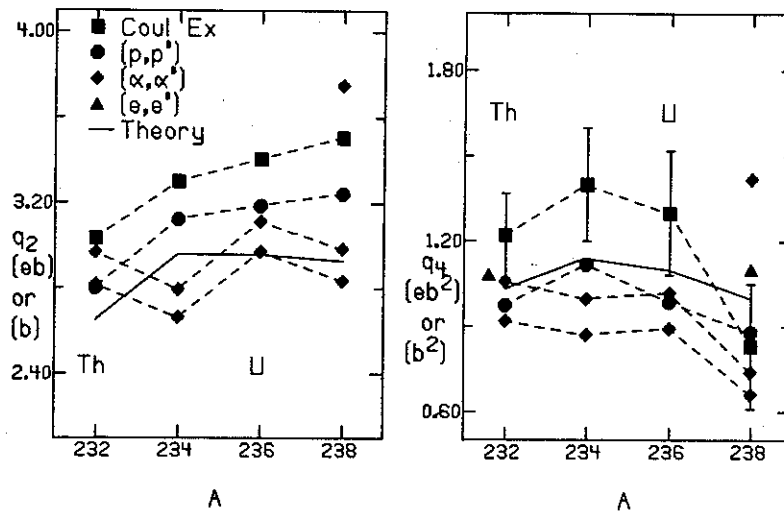 4.00
3.20
2.40
q2
(eb)
or
(b)
■ Coul Ex
● (p,p')
◆ (α,α')
▲ (e,e')
— Theory
Th
U
232 234 236 238
A
1.80
1.20
0.60
q4
(eb²)
or
(b²)
Th
U
232 234 236 238
A